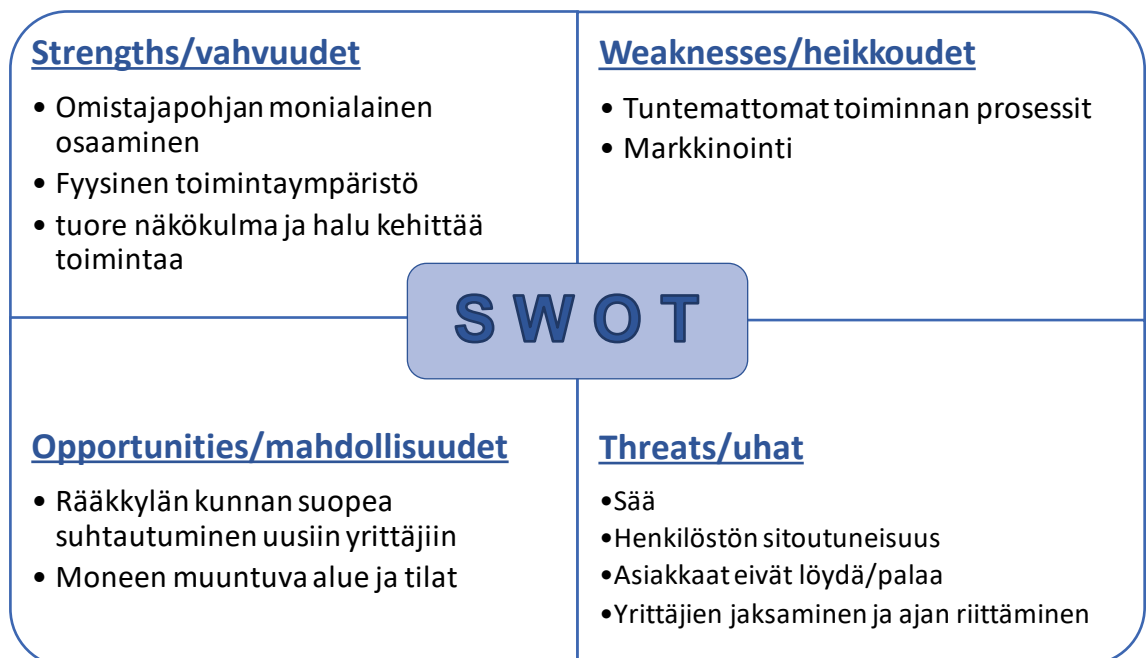 Strengths/vahvuudet
• Omistajapohjan monialainen
osaaminen
• Fyysinen toimintaympäristö
• tuore näkökulma ja halu kehittää
toimintaa
Weaknesses/heikkoudet
• Tuntemattomat toiminnan prosessit
• Markkinointi
S W O T
Opportunities/mahdollisuudet
• Rääkkylän kunnan suopea
suhtautuminen uusiin yrittäjiin
• Moneen muuntuva alue ja tilat
Threats/uhat
•Sää
•Henkilöstön sitoutuneisuus
•Asiakkaat eivät löydä/palaa
•Yrittäjien jaksaminen ja ajan riittäminen